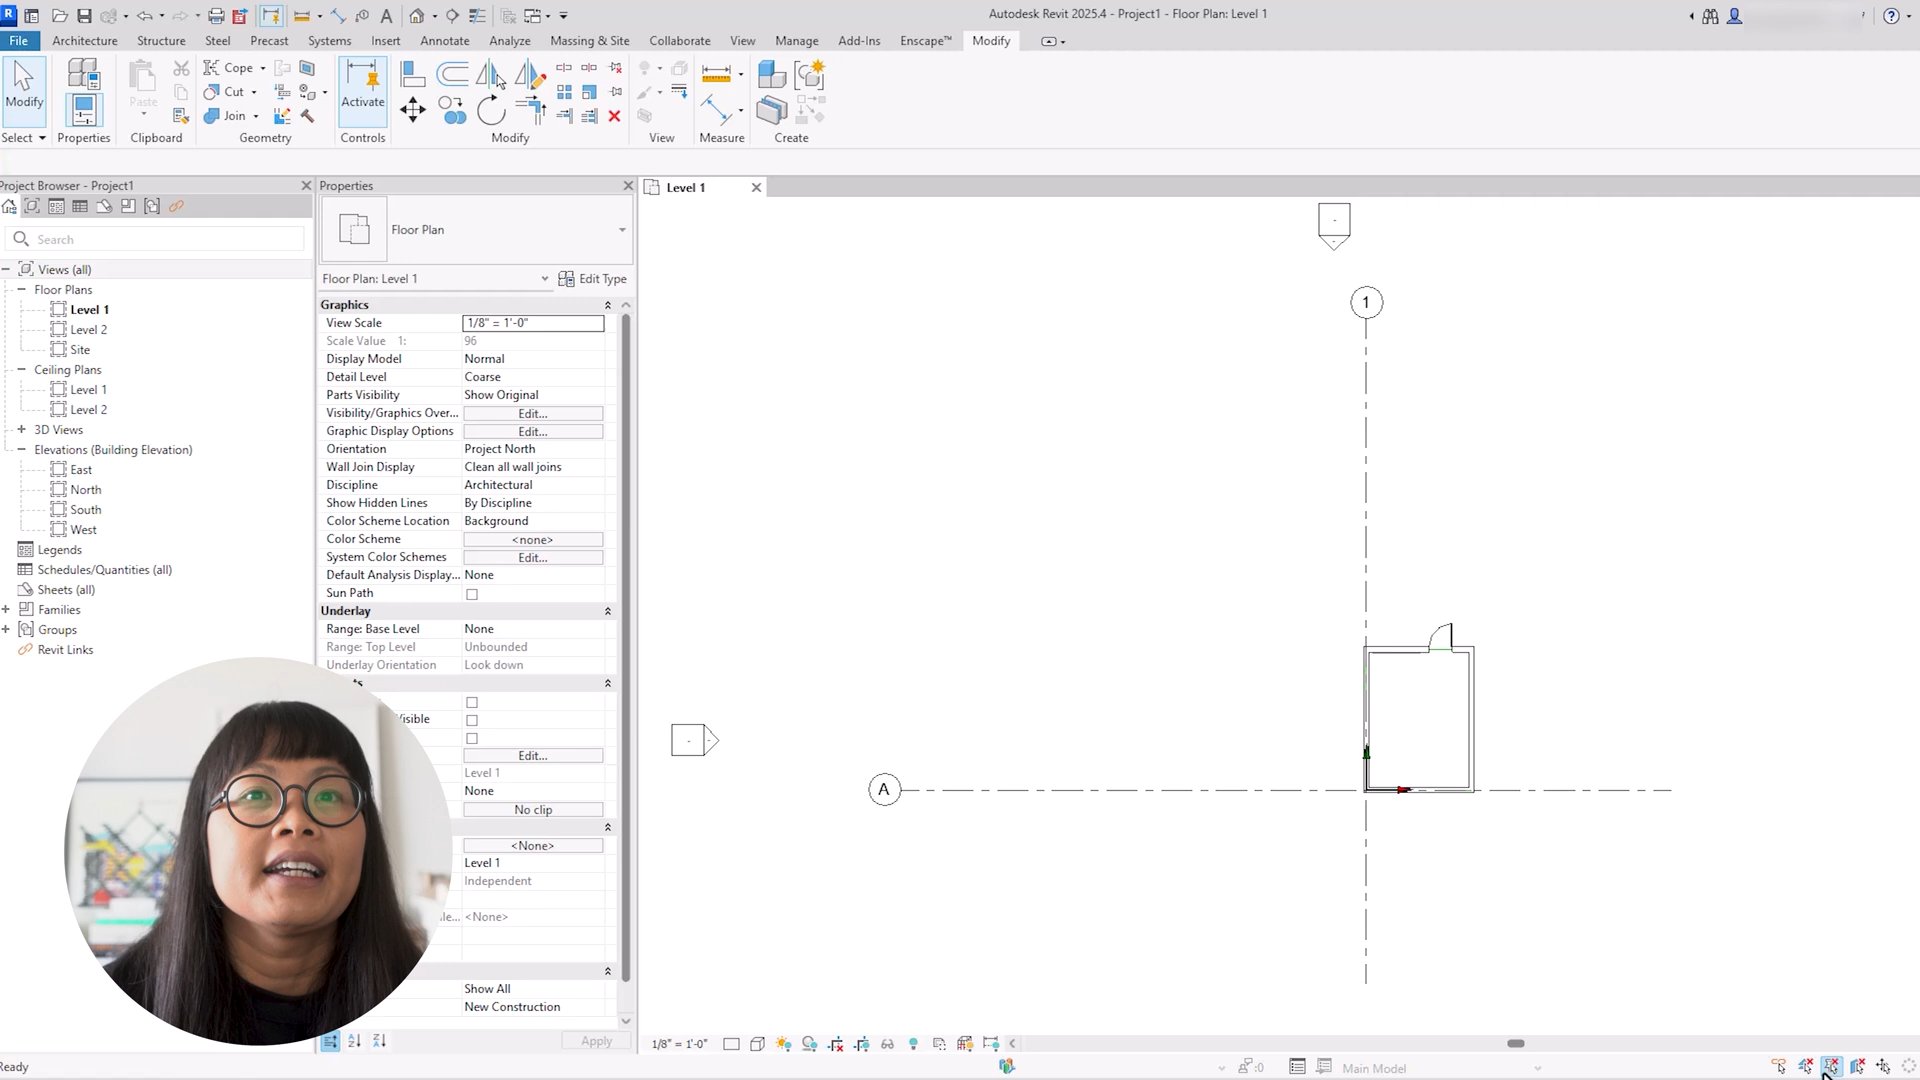 Autodesk Revit 2025.4 - Project1 - Floor Plan: Level 1
File Architecture Structure Steel Precast Systems Insert Annotate Analyze Massing & Site Collaborate View Manage Add-Ins Enscape™ Modify
Modify
Paste
Cope
Cut
Join
Activate
Select Properties Clipboard Geometry Controls Modify View Measure Create
Project Browser - Project1
Search
Views (all)
Floor Plans
Level 1
Level 2
Site
Ceiling Plans
Level 1
Level 2
3D Views
Elevations (Building Elevation)
East
North
South
West
Legends
Schedules/Quantities (all)
Sheets (all)
Families
Groups
Revit Links
Properties
Floor Plan
Floor Plan: Level 1 Edit Type
Graphics
View Scale 1/8" = 1'-0"
Scale Value 1: 96
Display Model Normal
Detail Level Coarse
Parts Visibility Show Original
Visibility/Graphics Over... Edit...
Graphic Display Options Edit...
Orientation Project North
Wall Join Display Clean all wall joins
Discipline Architectural
Show Hidden Lines By Discipline
Color Scheme Location Background
Color Scheme <none>
System Color Schemes Edit...
Default Analysis Display... None
Sun Path
Underlay
Range: Base Level None
Range: Top Level Unbounded
Underlay Orientation Look down
Edit...
Level 1
None
No clip
<None>
Level 1
Independent
<None>
Show All
New Construction
Apply
Level 1
1
A
1/8" = 1'-0"
Ready
:0
Main Model